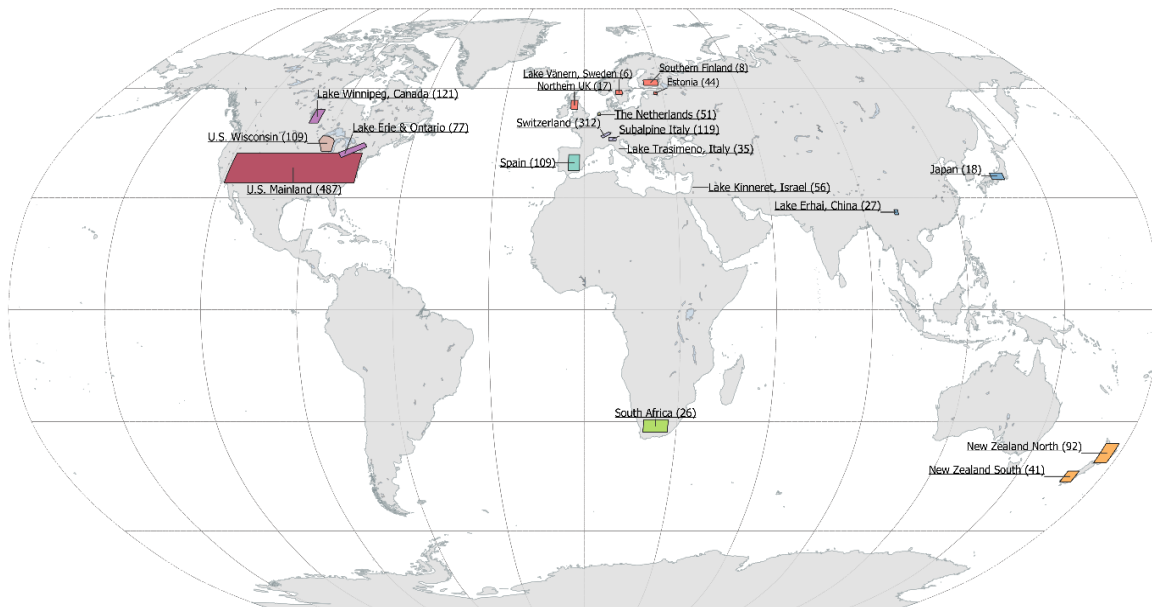 Lake Vänern, Sweden (6)
Southern Finland (8)
Northern UK (17)
Estonia (44)
Lake Winnipeg, Canada (121)
The Netherlands (51)
Switzerland (312)
Lake Erie & Ontario (77)
Subalpine Italy (119)
U.S. Wisconsin (109)
Lake Trasimeno, Italy (35)
Spain (109)
Japan (18)
U.S. Mainland (487)
Lake Kinneret, Israel (56)
Lake Erhai, China (27)
South Africa (26)
New Zealand North (92)
New Zealand South (41)